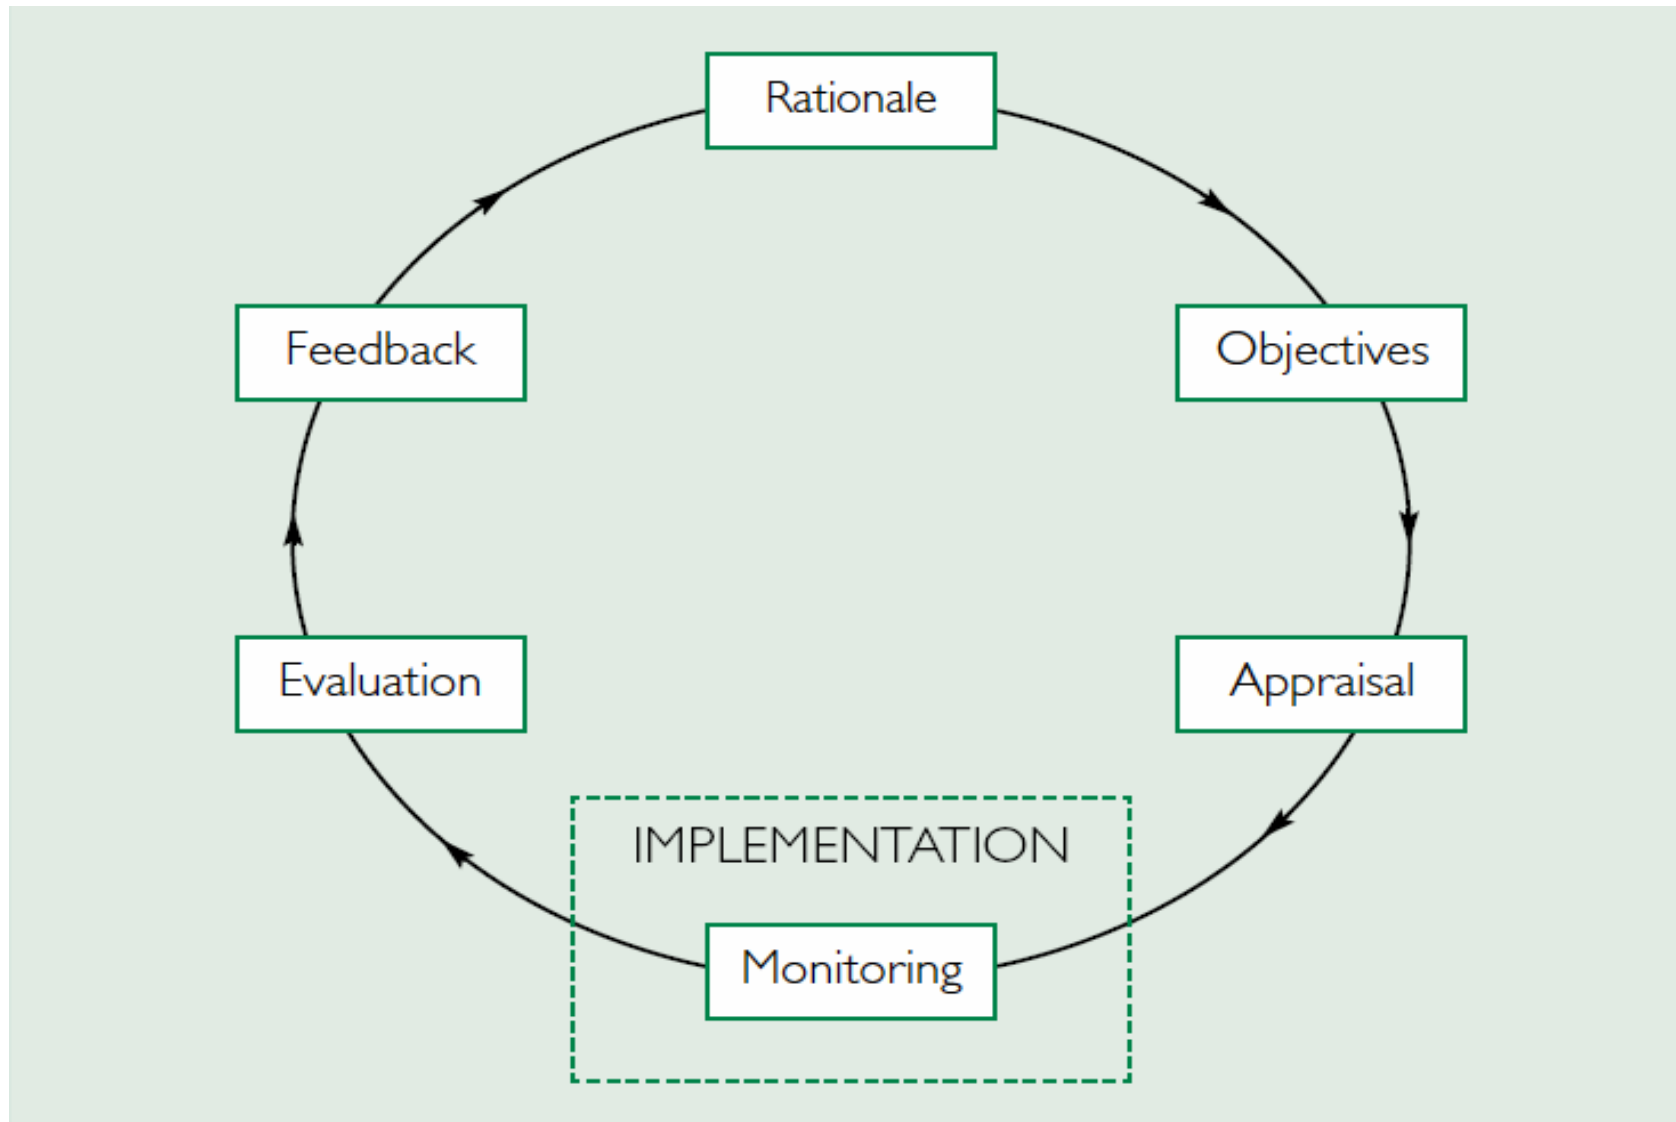 Rationale
Objectives
Appraisal
IMPLEMENTATION
Monitoring
Evaluation
Feedback